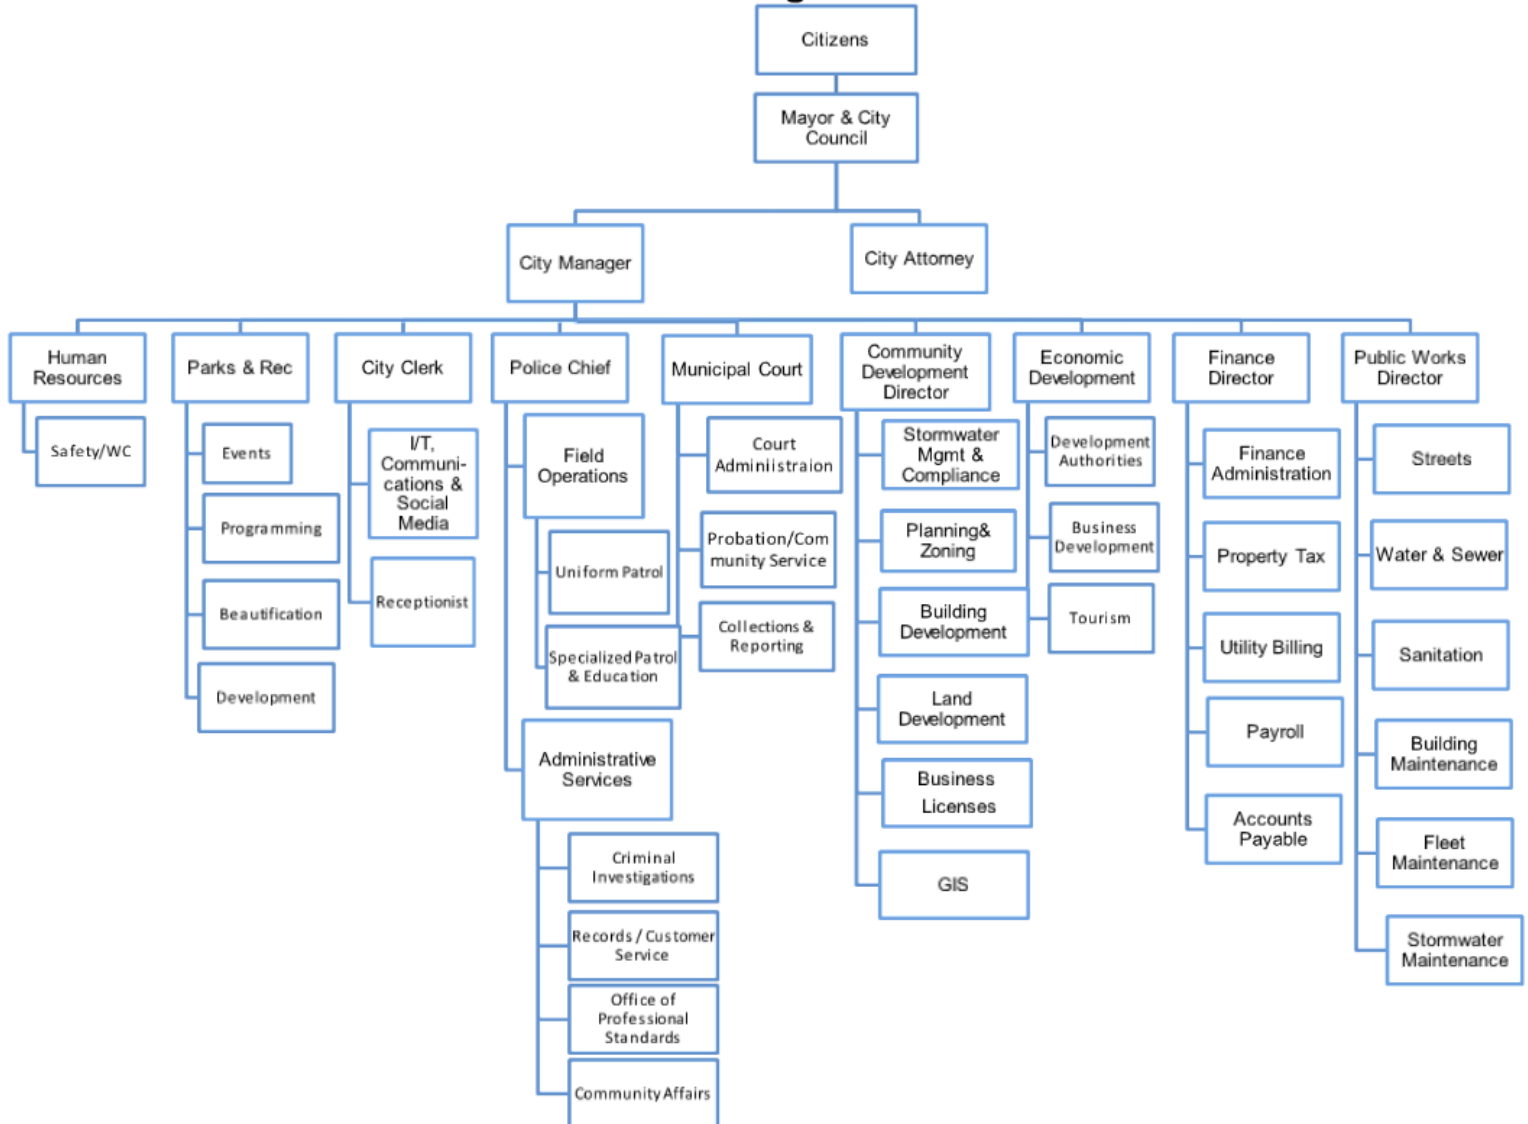 Citizens
Mayor & City
Council
City Manager
City Attorney
Human
Resources
Safety/WC
Parks & Rec
Events
Programming
Beautification
Development
City Clerk
I/T,
Communi-
cations &
Social
Media
Receptionist
Police Chief
Field
Operations
Uniform Patrol
Specialized Patrol
& Education
Administrative
Services
Criminal
Investigations
Records / Customer
Service
Office of
Professional
Standards
Community Affairs
Municipal Court
Court
Adminiistraion
Probation/Com
munity Service
Collections &
Reporting
Community
Development
Director
Stormwater
Mgmt &
Compliance
Planning&
Zoning
Building
Development
Land
Development
Business
Licenses
GIS
Economic
Development
Development
Authorities
Business
Development
Tourism
Finance
Director
Finance
Administration
Property Tax
Utility Billing
Payroll
Accounts
Payable
Public Works
Director
Streets
Water & Sewer
Sanitation
Building
Maintenance
Fleet
Maintenance
Stormwater
Maintenance